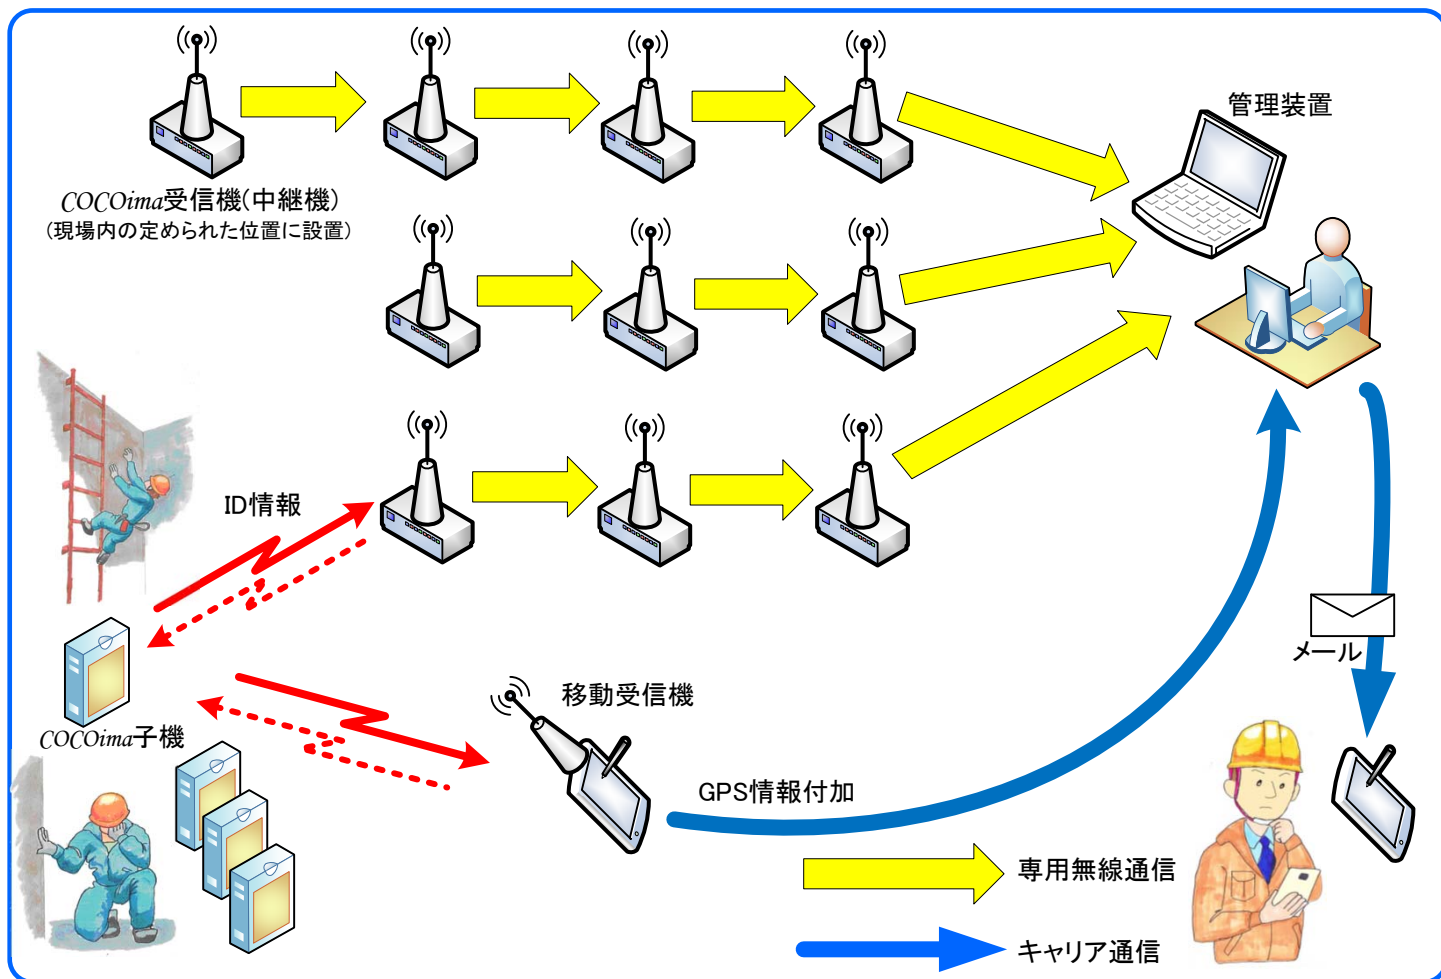 管理装置
COCOima受信機(中継機)
(現場内の定められた位置に設置)
ID情報
メール
移動受信機
COCOima子機
GPS情報付加
専用無線通信
キャリア通信